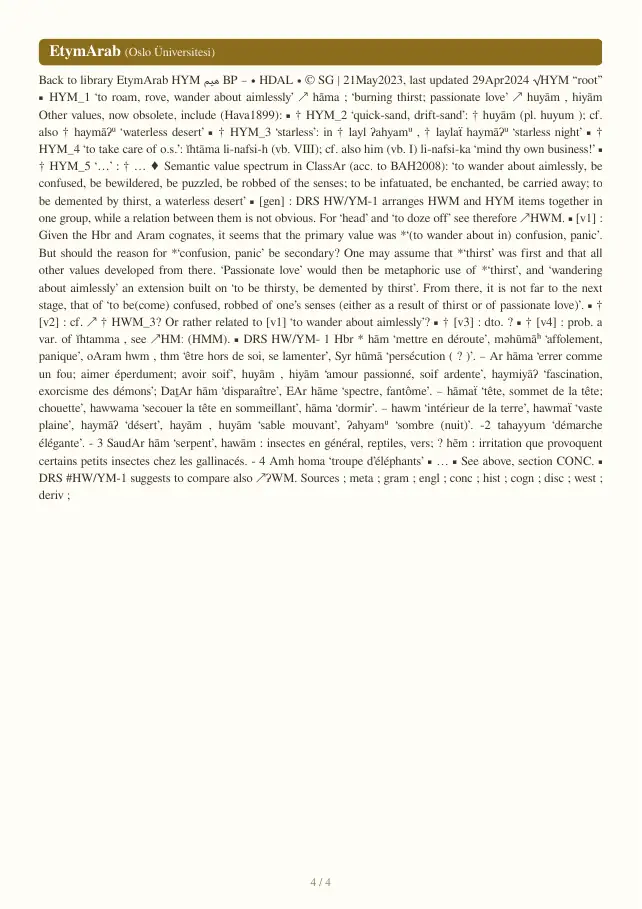 EtymArab (Oslo Üniversitesi)
Back to library EtymArab HYM هيم BP – • HDAL • © SG | 21May2023, last updated 29Apr2024 √HYM “root”
▪ HYM_1 ‘to roam, rove, wander about aimlessly’ ↗ hāma ; ‘burning thirst; passionate love’ ↗ huyām , hiyām
Other values, now obsolete, include (Hava1899): ▪ † HYM_2 ‘quick-sand, drift-sand’: † huyām (pl. huyum ); cf.
also † haymāʔᵘ ‘waterless desert’ ▪ † HYM_3 ‘starless’: in † layl ʔahyamᵘ , † laylaẗ haymāʔᵘ ‘starless night’ ▪ †
HYM_4 ‘to take care of o.s.’: ĭhtāma li-nafsi-h (vb. VIII); cf. also him (vb. I) li-nafsi-ka ‘mind thy own business!’ ▪
† HYM_5 ‘…’ : † … ♦ Semantic value spectrum in ClassAr (acc. to BAH2008): ‘to wander about aimlessly, be
confused, be bewildered, be puzzled, be robbed of the senses; to be infatuated, be enchanted, be carried away; to
be demented by thirst, a waterless desert’ ▪ [gen] : DRS HW/YM-1 arranges HWM and HYM items together in
one group, while a relation between them is not obvious. For ‘head’ and ‘to doze off’ see therefore ↗HWM. ▪ [v1] :
Given the Hbr and Aram cognates, it seems that the primary value was *‘(to wander about in) confusion, panic’.
But should the reason for *‘confusion, panic’ be secondary? One may assume that *‘thirst’ was first and that all
other values developed from there. ‘Passionate love’ would then be metaphoric use of *‘thirst’, and ‘wandering
about aimlessly’ an extension built on ‘to be thirsty, be demented by thirst’. From there, it is not far to the next
stage, that of ‘to be(come) confused, robbed of one’s senses (either as a result of thirst or of passionate love)’. ▪ †
[v2] : cf. ↗ † HWM_3? Or rather related to [v1] ‘to wander about aimlessly’? ▪ † [v3] : dto. ? ▪ † [v4] : prob. a
var. of ĭhtamma , see ↗HMː (HMM). ▪ DRS HW/YM- 1 Hbr * hām ‘mettre en déroute’, məhūmāʰ ‘affolement,
panique’, oAram hwm , thm ‘être hors de soi, se lamenter’, Syr hūmā ‘persécution ( ? )’. – Ar hāma ‘errer comme
un fou; aimer éperdument; avoir soif’, huyām , hiyām ‘amour passionné, soif ardente’, haymiyāʔ ‘fascination,
exorcisme des démons’; DaṯAr hām ‘disparaître’, EAr hāme ‘spectre, fantôme’. – hāmaẗ ‘tête, sommet de la tête;
chouette’, hawwama ‘secouer la tête en sommeillant’, hāma ‘dormir’. – hawm ‘intérieur de la terre’, hawmaẗ ‘vaste
plaine’, haymāʔ ‘désert’, hayām , huyām ‘sable mouvant’, ʔahyamᵘ ‘sombre (nuit)’. -2 tahayyum ‘démarche
élégante’. - 3 SaudAr hām ‘serpent’, hawām : insectes en général, reptiles, vers; ? hēm : irritation que provoquent
certains petits insectes chez les gallinacés. - 4 Amh homa ‘troupe d’éléphants’ ▪ … ▪ See above, section CONC. ▪
DRS #HW/YM-1 suggests to compare also ↗ʔWM. Sources ; meta ; gram ; engl ; conc ; hist ; cogn ; disc ; west ;
deriv ;
4 / 4